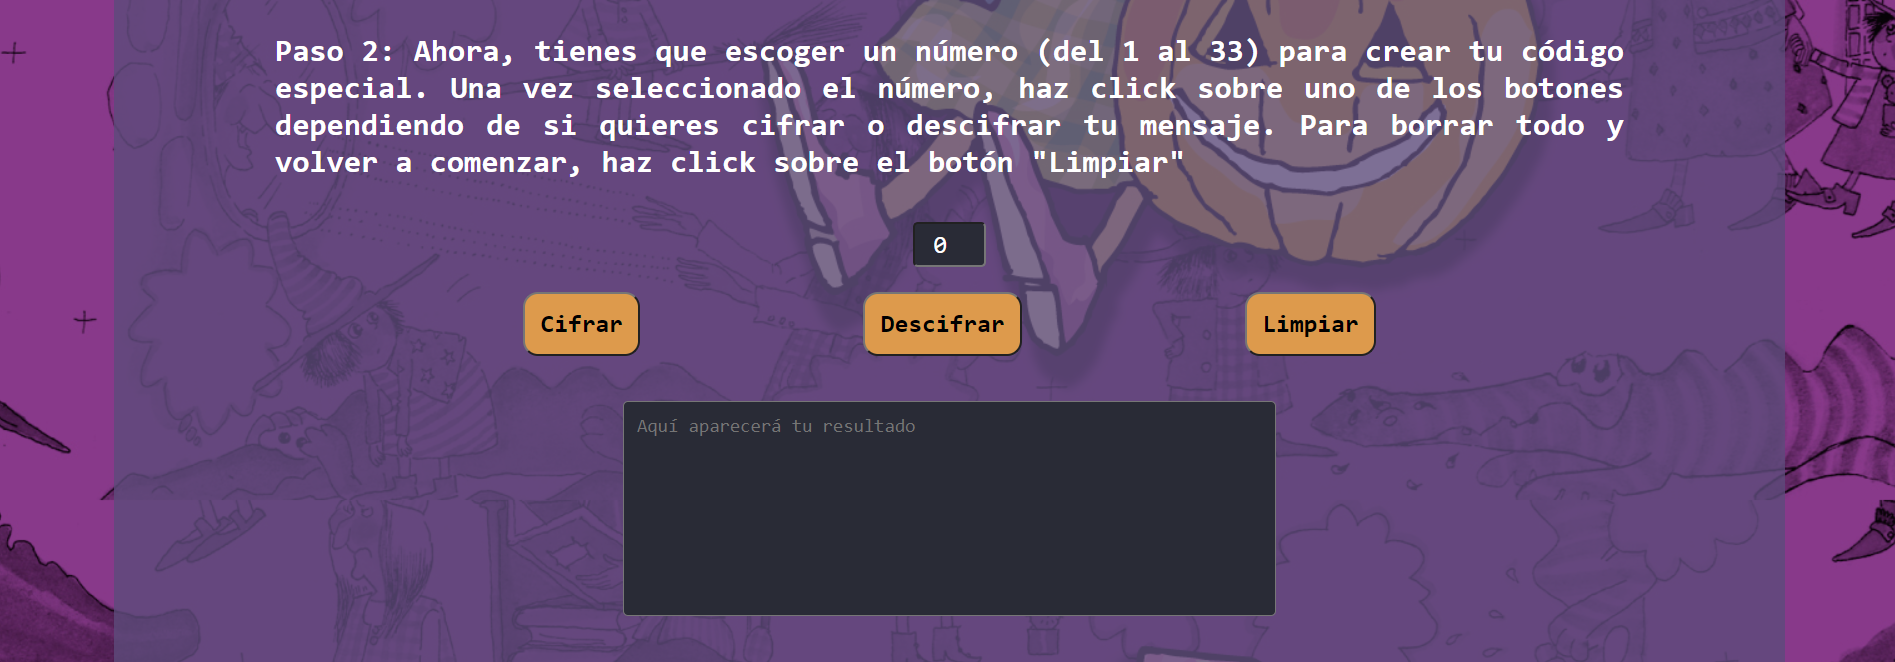 Paso 2: Ahora, tienes que escoger un número (del 1 al 33) para crear tu código
especial. Una vez seleccionado el número, haz click sobre uno de los botones
dependiendo de si quieres cifrar o descifrar tu mensaje. Para borrar todo y
volver a comenzar, haz click sobre el botón "Limpiar"
0
Cifrar Descifrar Limpiar
Aquí aparecerá tu resultado